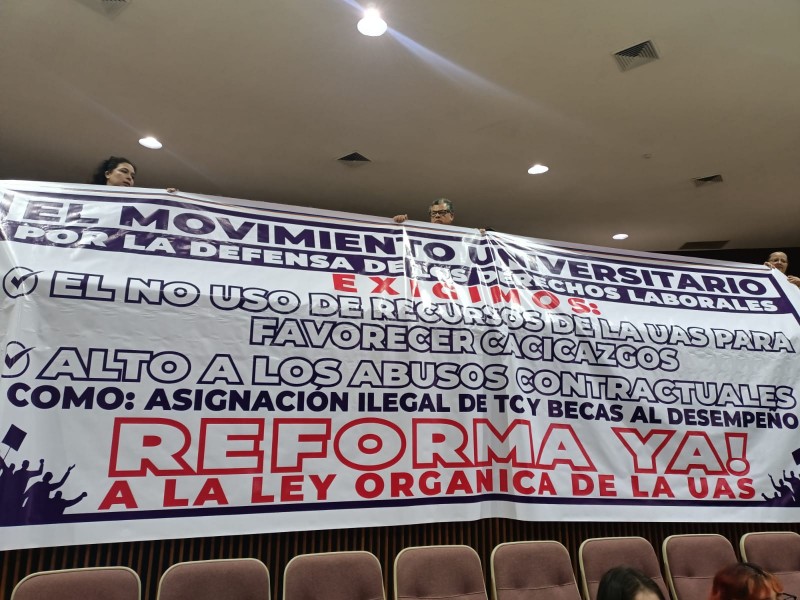 EL MOVIMIENTO UNIVERSITARIO
POR LA DEFENSA DE LOS DERECHOS LABORALES
EXIGIMOS:
EL NO USO DE RECURSOS DE LA UAS PARA
FAVORECER CACICAZGOS
ALTO A LOS ABUSOS CONTRACTUALES
COMO: ASIGNACIÓN ILEGAL DE TC Y BECAS AL DESEMPEÑO
REFORMA YA!
A LA LEY ORGANICA DE LA UAS